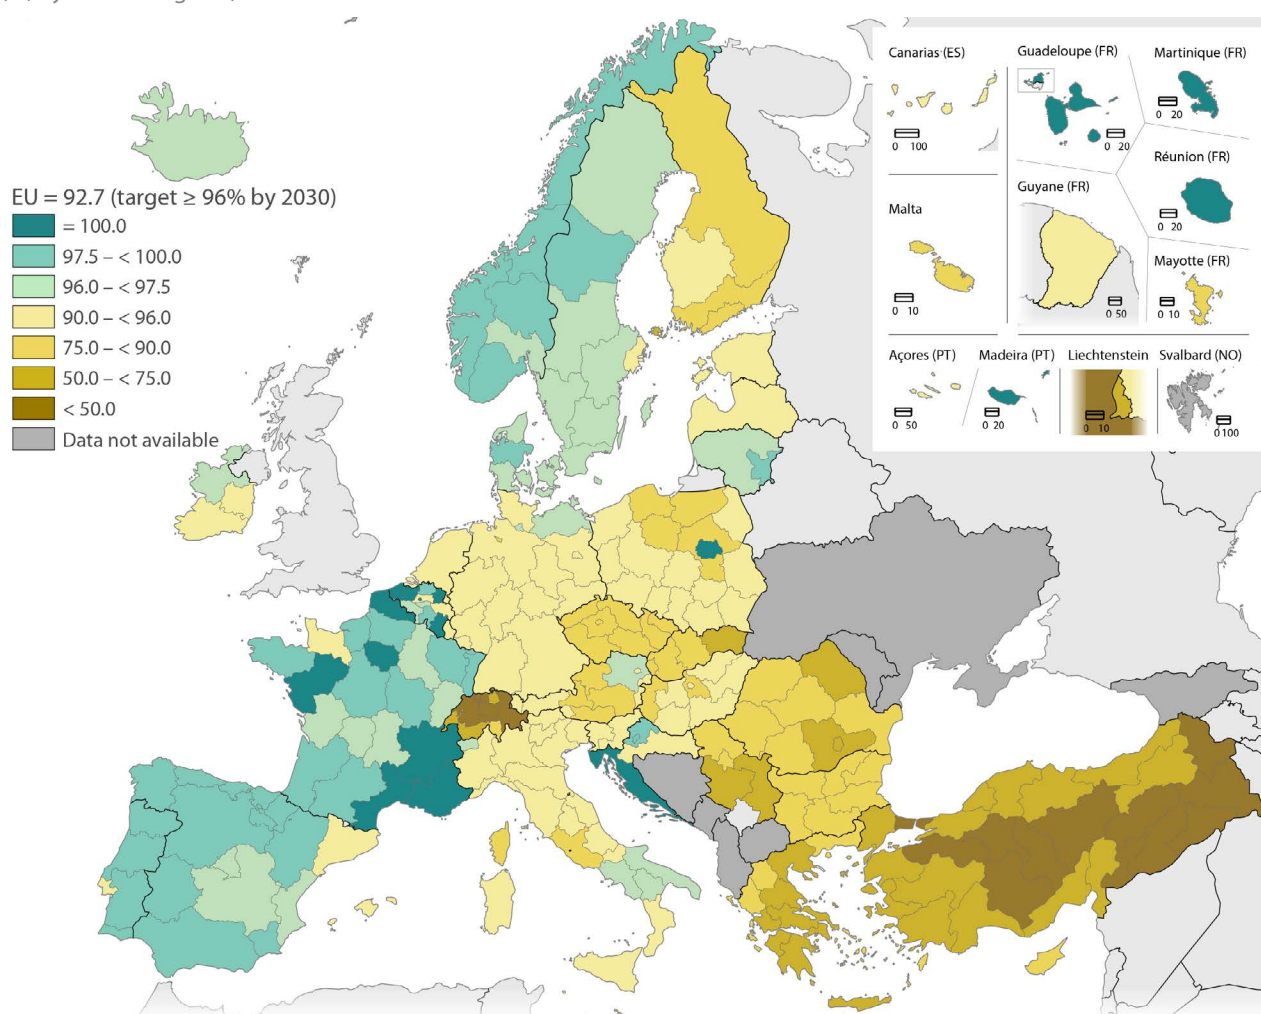 EU = 92.7 (target ≥ 96% by 2030)
= 100.0
97.5 – < 100.0
96.0 – < 97.5
90.0 – < 96.0
75.0 – < 90.0
50.0 – < 75.0
< 50.0
Data not available
Canarias (ES)
0 100
Guadeloupe (FR)
0 20
Martinique (FR)
0 20
Réunion (FR)
0 20
Malta
0 10
Guyane (FR)
0 50
Mayotte (FR)
0 10
Açores (PT)
0 50
Madeira (PT)
0 20
Liechtenstein
0 10
Svalbard (NO)
0 100